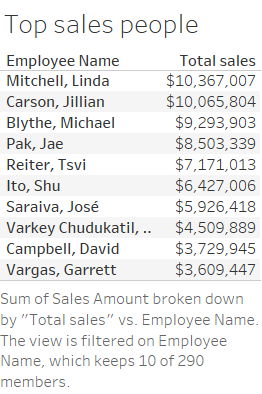 Top sales people
Employee Name Total sales
Mitchell, Linda $10,367,007
Carson, Jillian $10,065,804
Blythe, Michael $9,293,903
Pak, Jae $8,503,339
Reiter, Tsvi $7,171,013
Ito, Shu $6,427,006
Saraiva, José $5,926,418
Varkey Chudukatil, .. $4,509,889
Campbell, David $3,729,945
Vargas, Garrett $3,609,447
Sum of Sales Amount broken down
by "Total sales" vs. Employee Name.
The view is filtered on Employee
Name, which keeps 10 of 290
members.